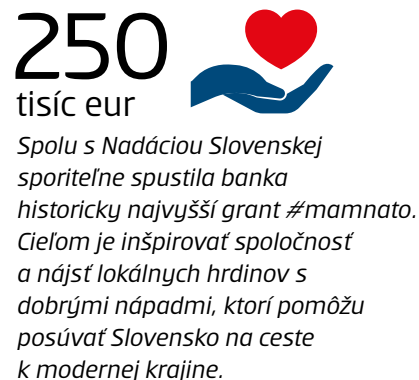 250
tisíc eur
Spolu s Nadáciou Slovenskej
sporiteľne spustila banka
historicky najvyšší grant #mamnato.
Cieľom je inšpirovať spoločnosť
a nájsť lokálnych hrdinov s
dobrými nápadmi, ktorí pomôžu
posúvať Slovensko na ceste
k modernej krajine.